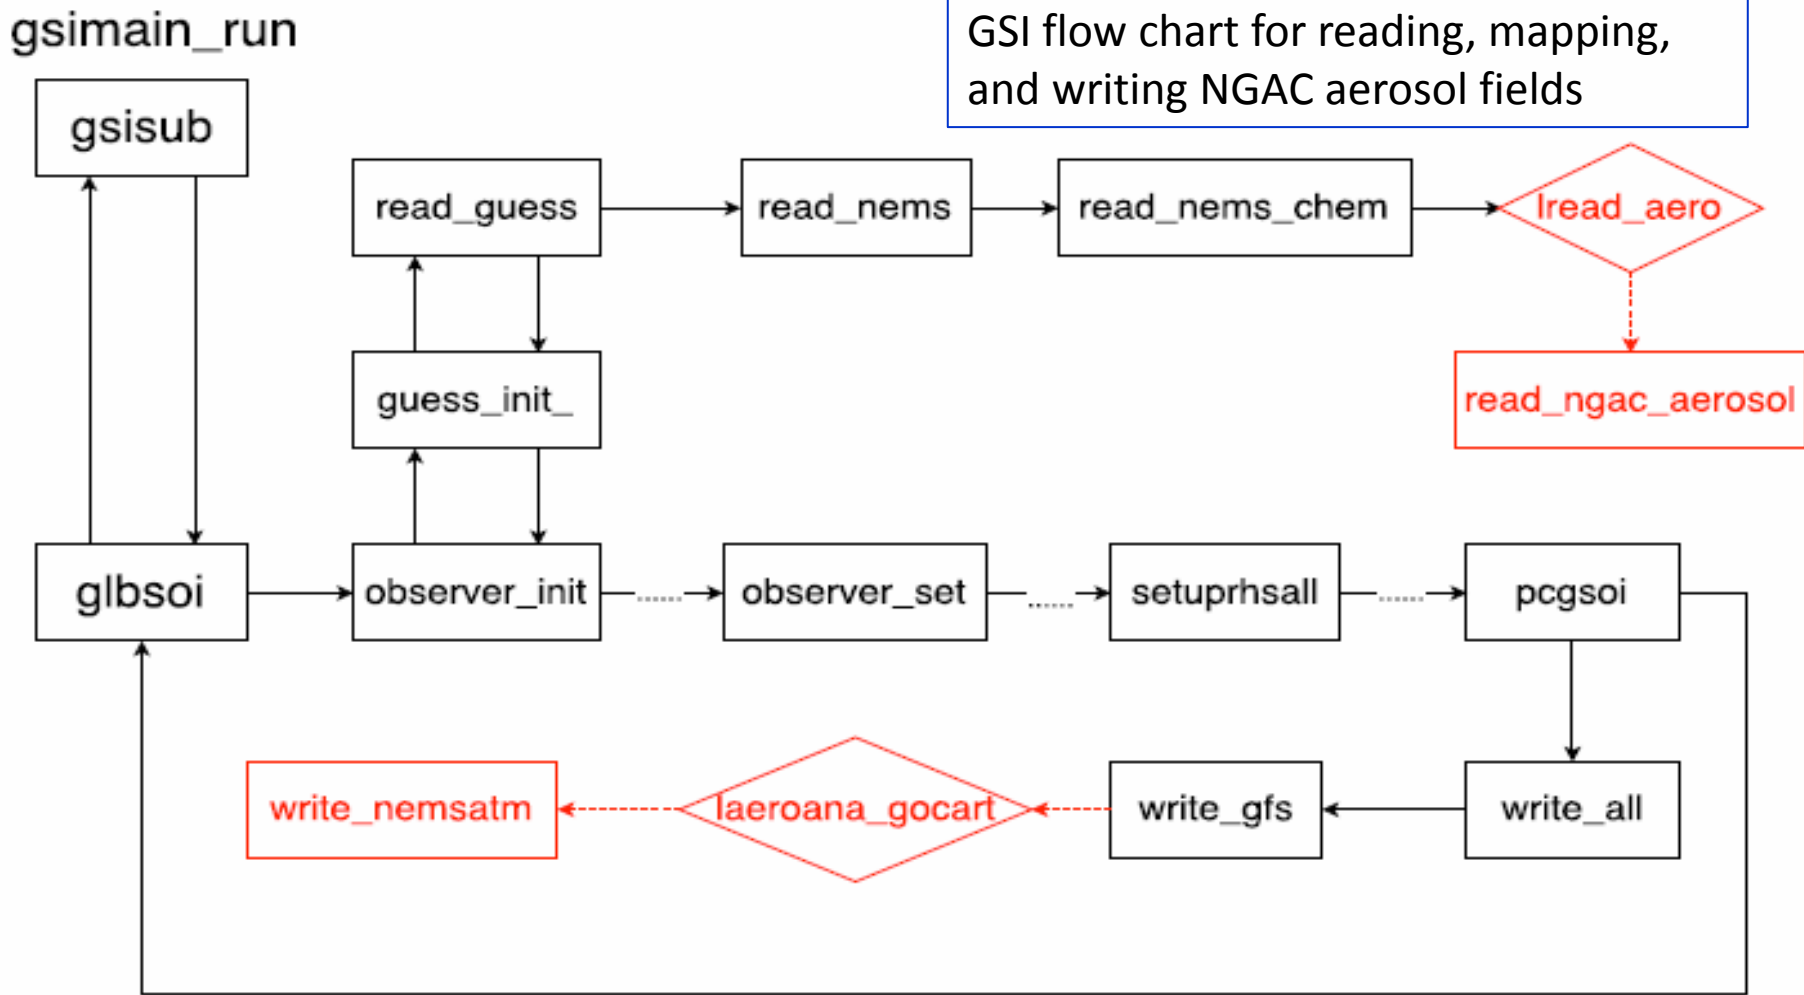 gsimain_run
GSI flow chart for reading, mapping,
and writing NGAC aerosol fields
gsisub
read_guess
read_nems
read_nems_chem
lread_aero
guess_init_
read_ngac_aerosol
glbsoi
observer_init
observer_set
setuprhsall
pcgsoi
write_nemsatm
laeroana_gocart
write_gfs
write_all